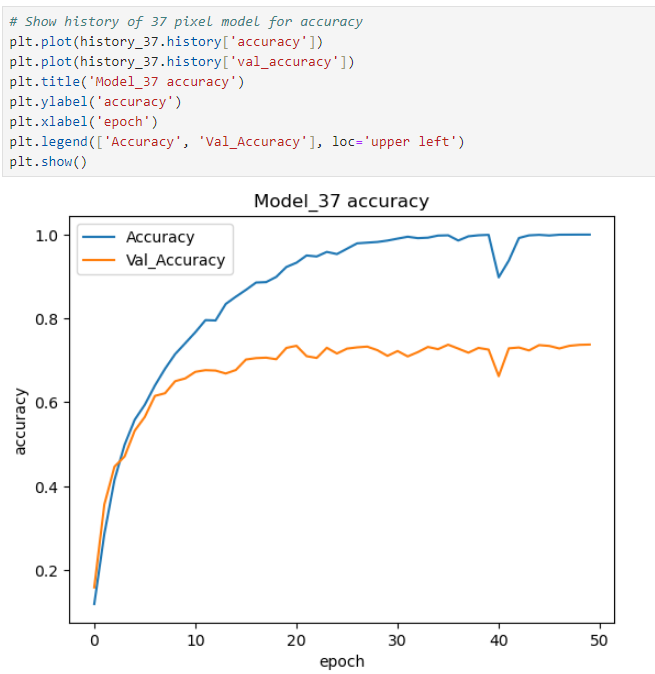 # Show history of 37 pixel model for accuracy
plt.plot(history_37.history['accuracy'])
plt.plot(history_37.history['val_accuracy'])
plt.title('Model_37 accuracy')
plt.ylabel('accuracy')
plt.xlabel('epoch')
plt.legend(['Accuracy', 'Val_Accuracy'], loc='upper left')
plt.show()
Model_37 accuracy
Accuracy
Val_Accuracy
1.0
0.8
0.6
0.4
0.2
accuracy
0 10 20 30 40 50
epoch